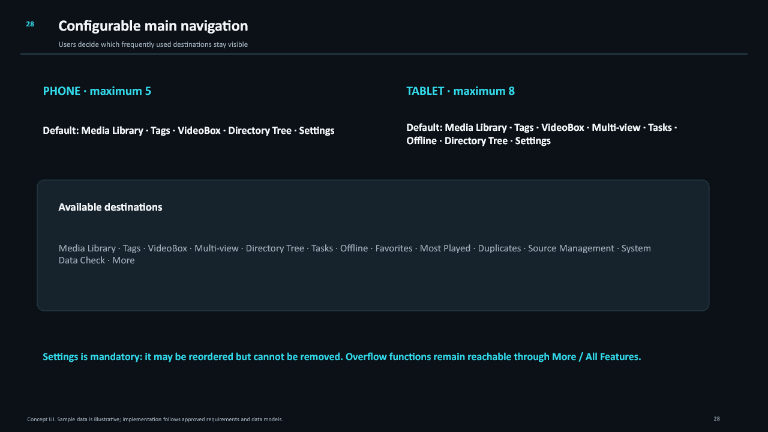 28
Configurable main navigation
Users decide which frequently used destinations stay visible
PHONE · maximum 5
Default: Media Library · Tags · VideoBox · Directory Tree · Settings
TABLET · maximum 8
Default: Media Library · Tags · VideoBox · Multi-view · Tasks ·
Offline · Directory Tree · Settings
Available destinations
Media Library · Tags · VideoBox · Multi-view · Directory Tree · Tasks · Offline · Favorites · Most Played · Duplicates · Source Management · System
Data Check · More
Settings is mandatory: it may be reordered but cannot be removed. Overflow functions remain reachable through More / All Features.
Concept UI. Sample data is illustrative; implementation follows approved requirements and data models.
28